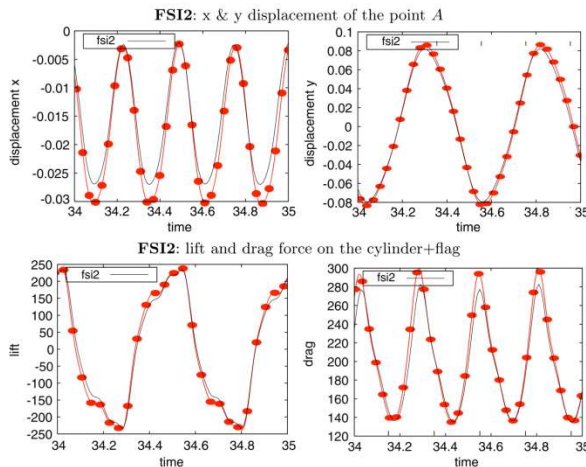 FSI2: x & y displacement of the point A
0
-0.005
-0.01
-0.015
-0.02
-0.025
-0.03
displacement x
fsi2
34 34.2 34.4 34.6 34.8 35
time
0.1
0.08
0.06
0.04
0.02
0
-0.02
-0.04
-0.06
-0.08
displacement y
fsi2
34 34.2 34.4 34.6 34.8 35
time
FSI2: lift and drag force on the cylinder+flag
250
200
150
100
50
0
-50
-100
-150
-200
-250
lift
fsi2
34 34.2 34.4 34.6 34.8 35
time
300
280
260
240
220
200
180
160
140
120
drag
fsi2
34 34.2 34.4 34.6 34.8 35
time